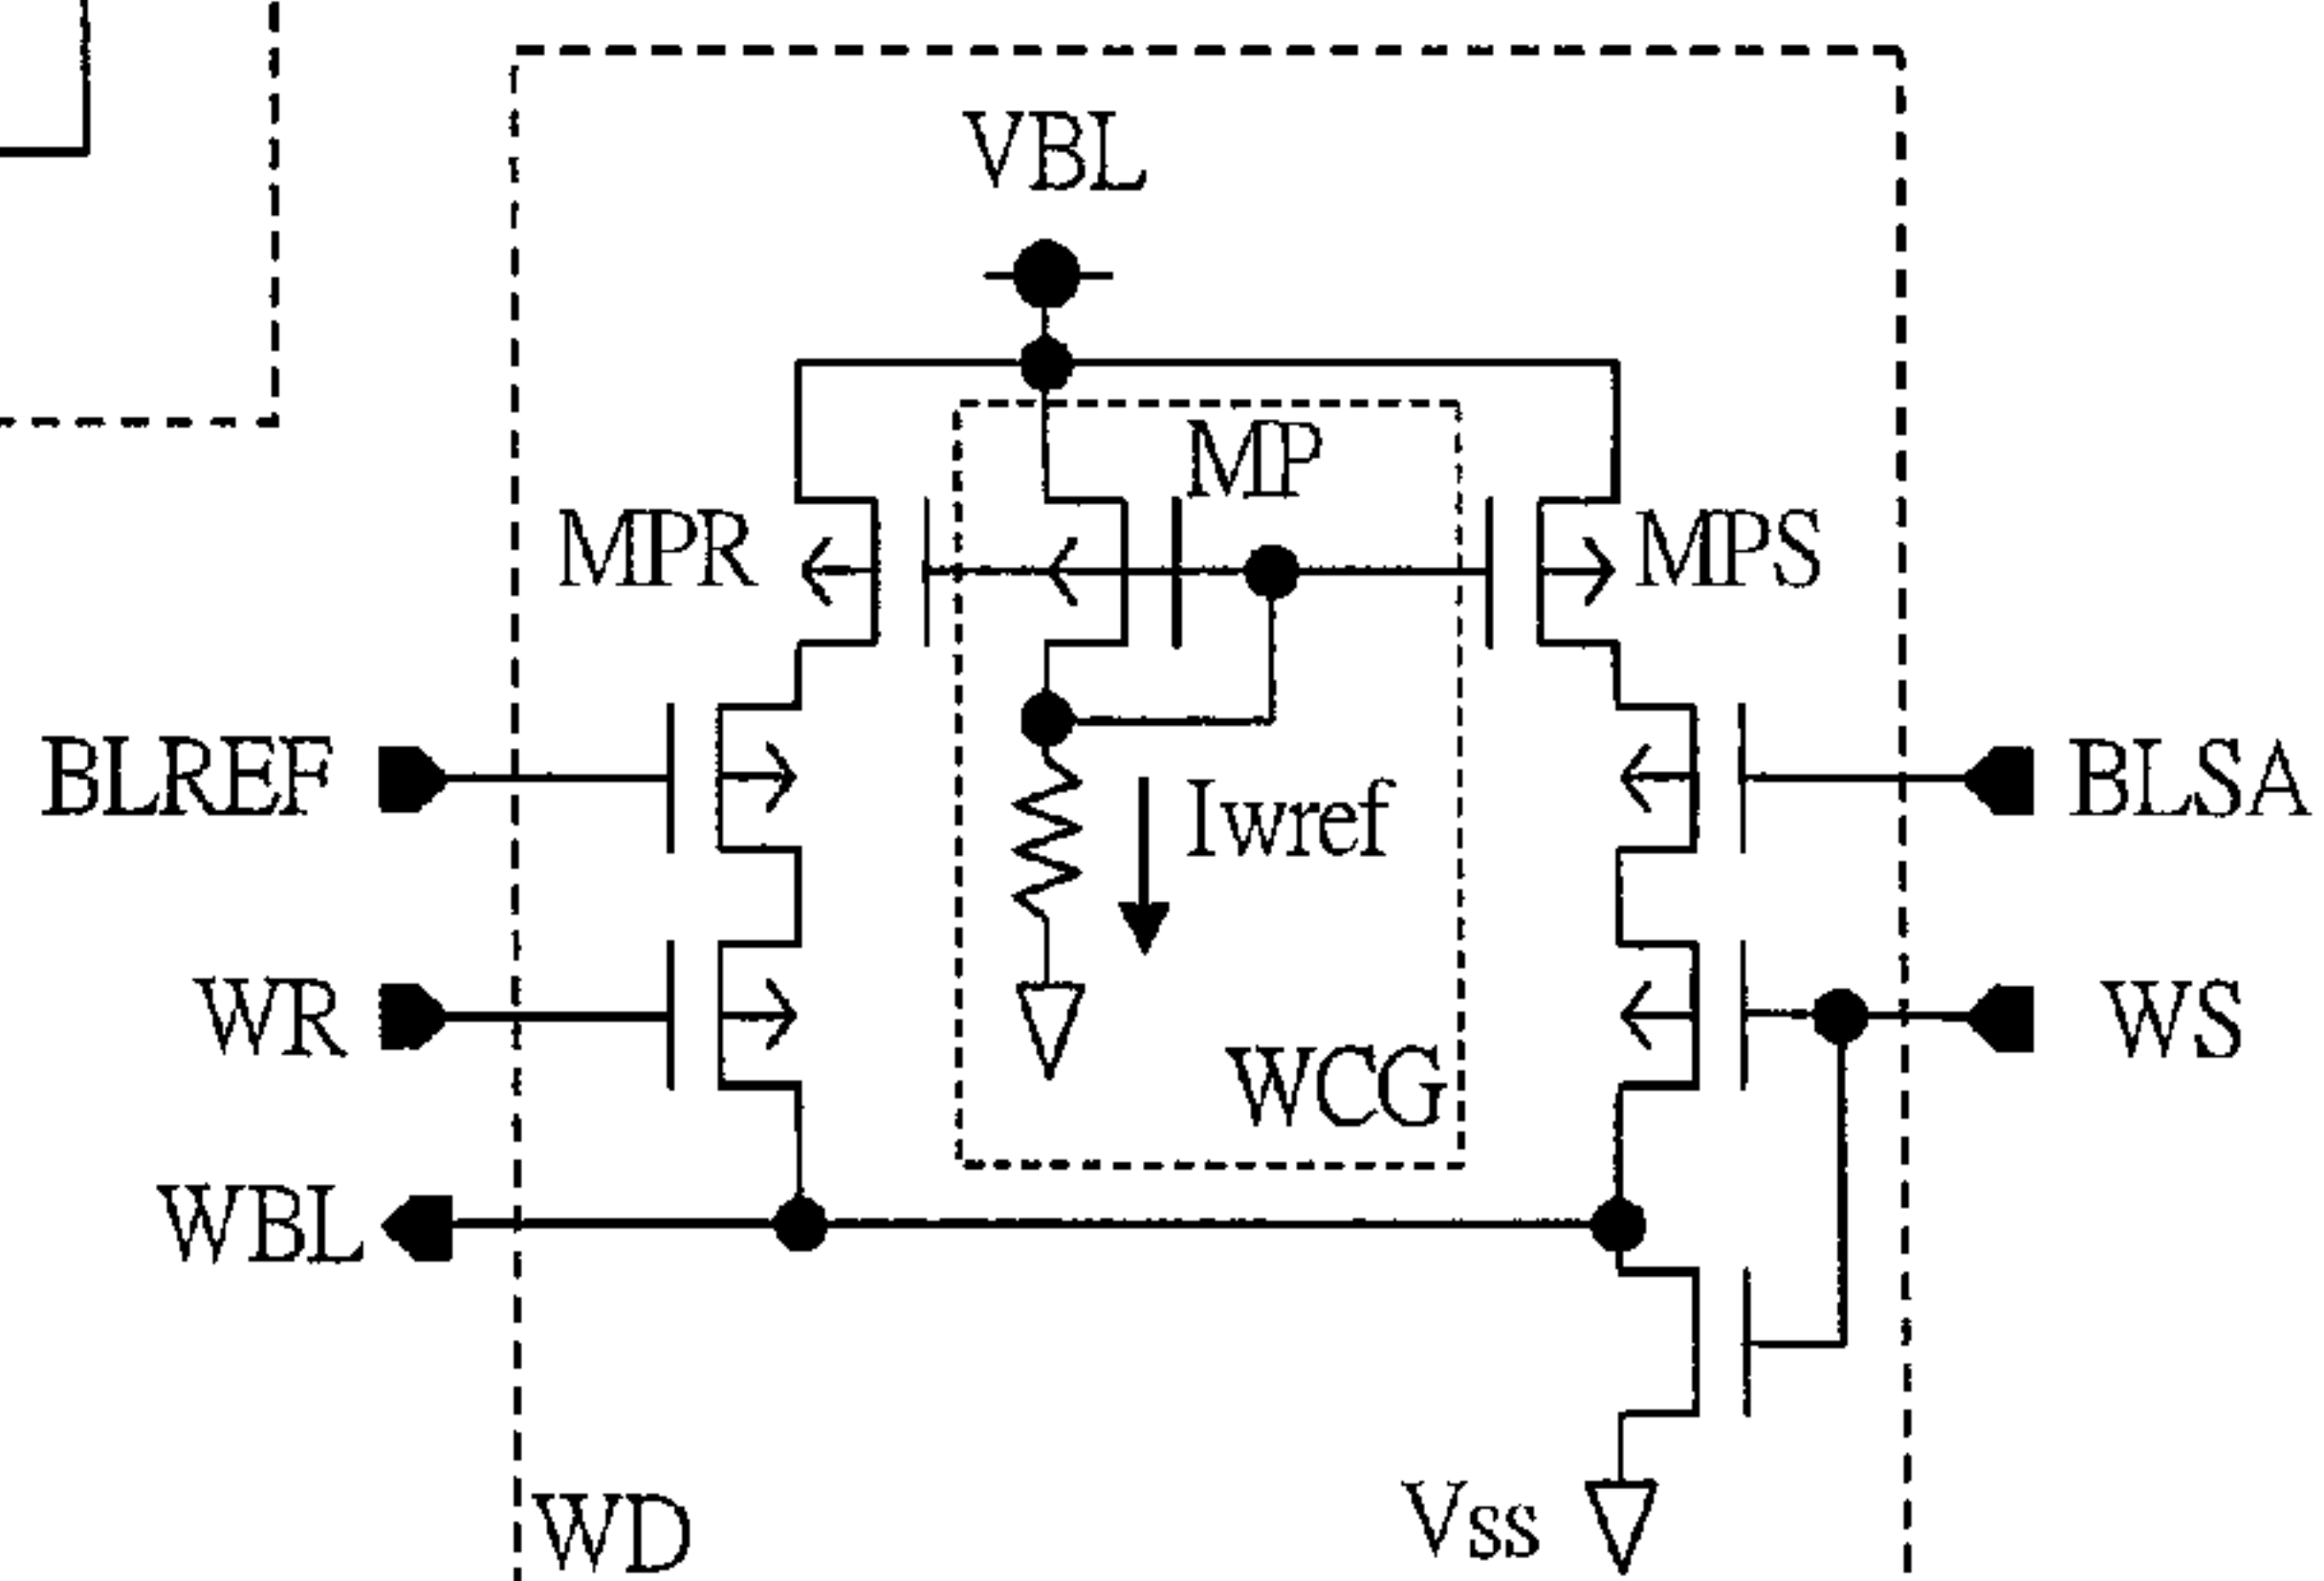 VBL
MP
MPR
MPS
BLREF
Iwref
BLSA
WR
WCG
WS
WBL
Vss
WD